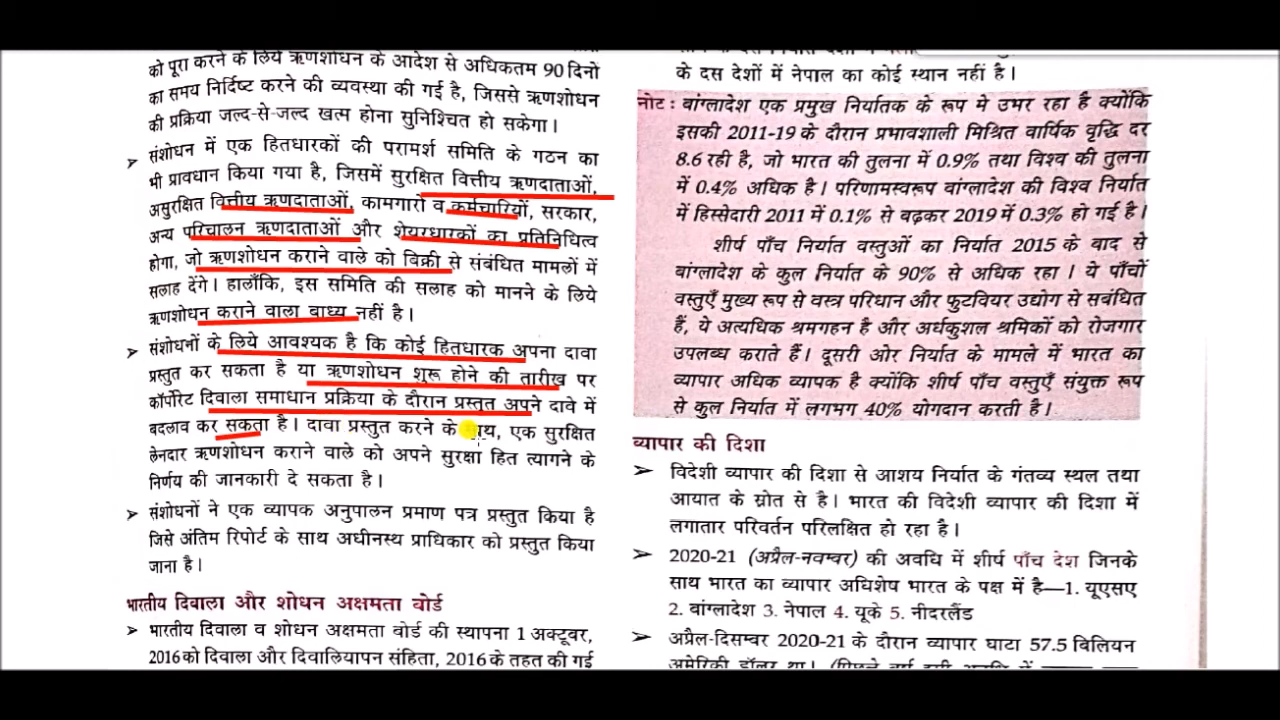 को पूरा करने के लिये ऋणशोधन के आदेश से अधिकतम 90 दिनों
का समय निर्दिष्ट करने की व्यवस्था की गई है, जिससे ऋणशोधन
की प्रक्रिया जल्द-से-जल्द खत्म होना सुनिश्चित हो सकेगा।
➢ संशोधन में एक हितधारकों की परामर्श समिति के गठन का
भी प्रावधान किया गया है, जिसमें सुरक्षित वित्तीय ऋणदाताओं,
असुरक्षित वित्तीय ऋणदाताओं, कामगारों व कर्मचारियों, सरकार,
अन्य परिचालन ऋणदाताओं और शेयरधारकों का प्रतिनिधित्व
होगा, जो ऋणशोधन कराने वाले को बिक्री से संबंधित मामलों में
सलाह देंगे। हालाँकि, इस समिति की सलाह को मानने के लिये
ऋणशोधन कराने वाला बाध्य नहीं है।
➢ संशोधनों के लिये आवश्यक है कि कोई हितधारक अपना दावा
प्रस्तुत कर सकता है या ऋणशोधन शुरू होने की तारीख पर
कॉर्पोरेट दिवाला समाधान प्रक्रिया के दौरान प्रस्तुत अपने दावे में
बदलाव कर सकता है। दावा प्रस्तुत करने के एक सुरक्षित
लेनदार ऋणशोधन कराने वाले को अपने सुरक्षा हित त्यागने के
निर्णय की जानकारी दे सकता है।
➢ संशोधनों ने एक व्यापक अनुपालन प्रमाण पत्र प्रस्तुत किया है
जिसे अंतिम रिपोर्ट के साथ अधीनस्थ प्राधिकार को प्रस्तुत किया
जाना है।
भारतीय दिवाला और शोधन अक्षमता बोर्ड
➢ भारतीय दिवाला व शोधन अक्षमता बोर्ड की स्थापना 1 अक्टूबर,
2016 को दिवाला और दिवालियापन संहिता, 2016 के तहत की गई
के दस देशों में नेपाल का कोई स्थान नहीं है।
नोट : बांग्लादेश एक प्रमुख निर्यातक के रूप मे उभर रहा है क्योंकि
इसकी 2011-19 के दौरान प्रभावशाली मिश्रित वार्षिक वृद्धि दर
8.6 रही है, जो भारत की तुलना में 0.9% तथा विश्व की तुलना
में 0.4% अधिक है। परिणामस्वरूप बांग्लादेश की विश्व निर्यात
में हिस्सेदारी 2011 में 0.1% से बढ़कर 2019 में 0.3% हो गई है।
शीर्ष पाँच निर्यात वस्तुओं का निर्यात 2015 के बाद से
बांग्लादेश के कुल निर्यात के 90% से अधिक रहा। ये पाँचों
वस्तुएँ मुख्य रूप से वस्त्र परिधान और फुटवियर उद्योग से सबंधित
हैं, ये अत्यधिक श्रमगहन है और अर्धकुशल श्रमिकों को रोजगार
उपलब्ध कराते हैं। दूसरी ओर निर्यात के मामले में भारत का
व्यापार अधिक व्यापक है क्योंकि शीर्ष पाँच वस्तुएँ संयुक्त रूप
से कुल निर्यात में लगभग 40% योगदान करती है।
व्यापार की दिशा
➢ विदेशी व्यापार की दिशा से आशय निर्यात के गंतव्य स्थल तथा
आयात के स्रोत से है। भारत की विदेशी व्यापार की दिशा में
लगातार परिवर्तन परिलक्षित हो रहा है।
➢ 2020-21 (अप्रैल-नवम्बर) की अवधि में शीर्ष पाँच देश जिनके
साथ भारत का व्यापार अधिशेष भारत के पक्ष में है—1. यूएसए
2. बांग्लादेश 3. नेपाल 4. यूके 5. नीदरलैंड
➢ अप्रैल-दिसम्बर 2020-21 के दौरान व्यापार घाटा 57.5 बिलियन
अमेरिकी डॉलर था।